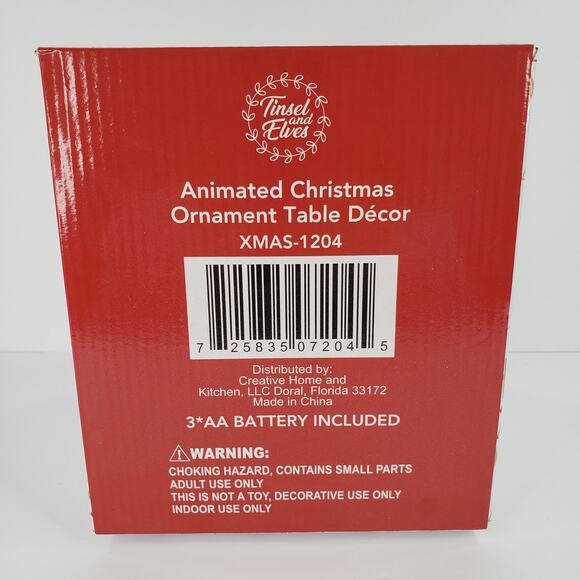 Tinsel
and
Elves
Animated Christmas
Ornament Table Décor
XMAS-1204
7 25835 07204 5
Distributed by:
Creative Home and
Kitchen, LLC Doral, Florida 33172
Made in China
3*AA BATTERY INCLUDED
WARNING:
CHOKING HAZARD, CONTAINS SMALL PARTS
ADULT USE ONLY
THIS IS NOT A TOY, DECORATIVE USE ONLY
INDOOR USE ONLY